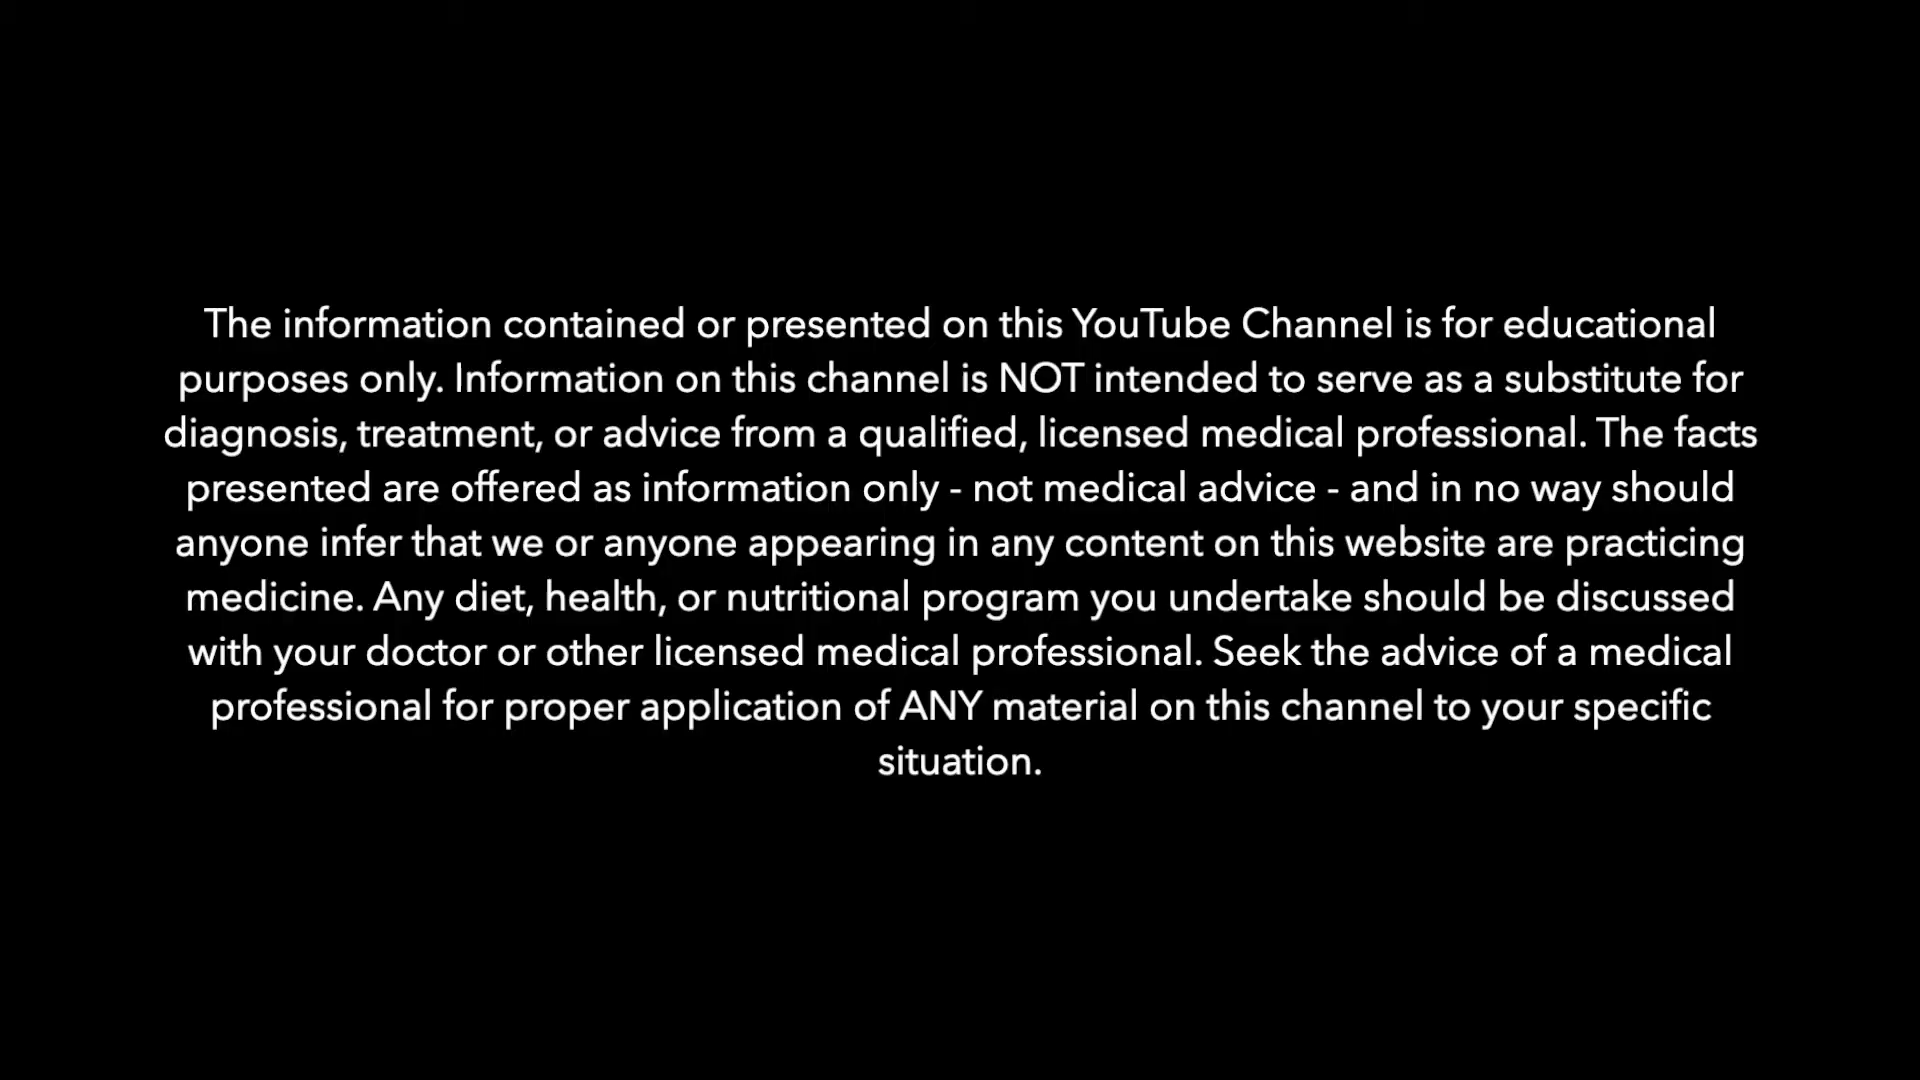 The information contained or presented on this YouTube Channel is for educational
purposes only. Information on this channel is NOT intended to serve as a substitute for
diagnosis, treatment, or advice from a qualified, licensed medical professional. The facts
presented are offered as information only - not medical advice - and in no way should
anyone infer that we or anyone appearing in any content on this website are practicing
medicine. Any diet, health, or nutritional program you undertake should be discussed
with your doctor or other licensed medical professional. Seek the advice of a medical
professional for proper application of ANY material on this channel to your specific
situation.